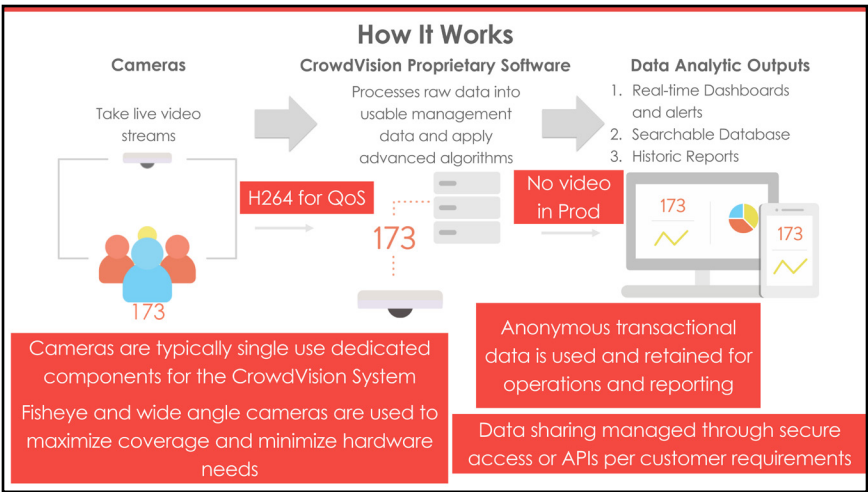 How It Works
Cameras
Take live video
streams
CrowdVision Proprietary Software
Processes raw data into
usable management
data and apply
advanced algorithms
Data Analytic Outputs
1. Real-time Dashboards
and alerts
2. Searchable Database
3. Historic Reports
H264 for QoS
No video
in Prod
173
173
173
173
Cameras are typically single use dedicated
components for the CrowdVision System
Fisheye and wide angle cameras are used to
maximize coverage and minimize hardware
needs
Anonymous transactional
data is used and retained for
operations and reporting
Data sharing managed through secure
access or APIs per customer requirements